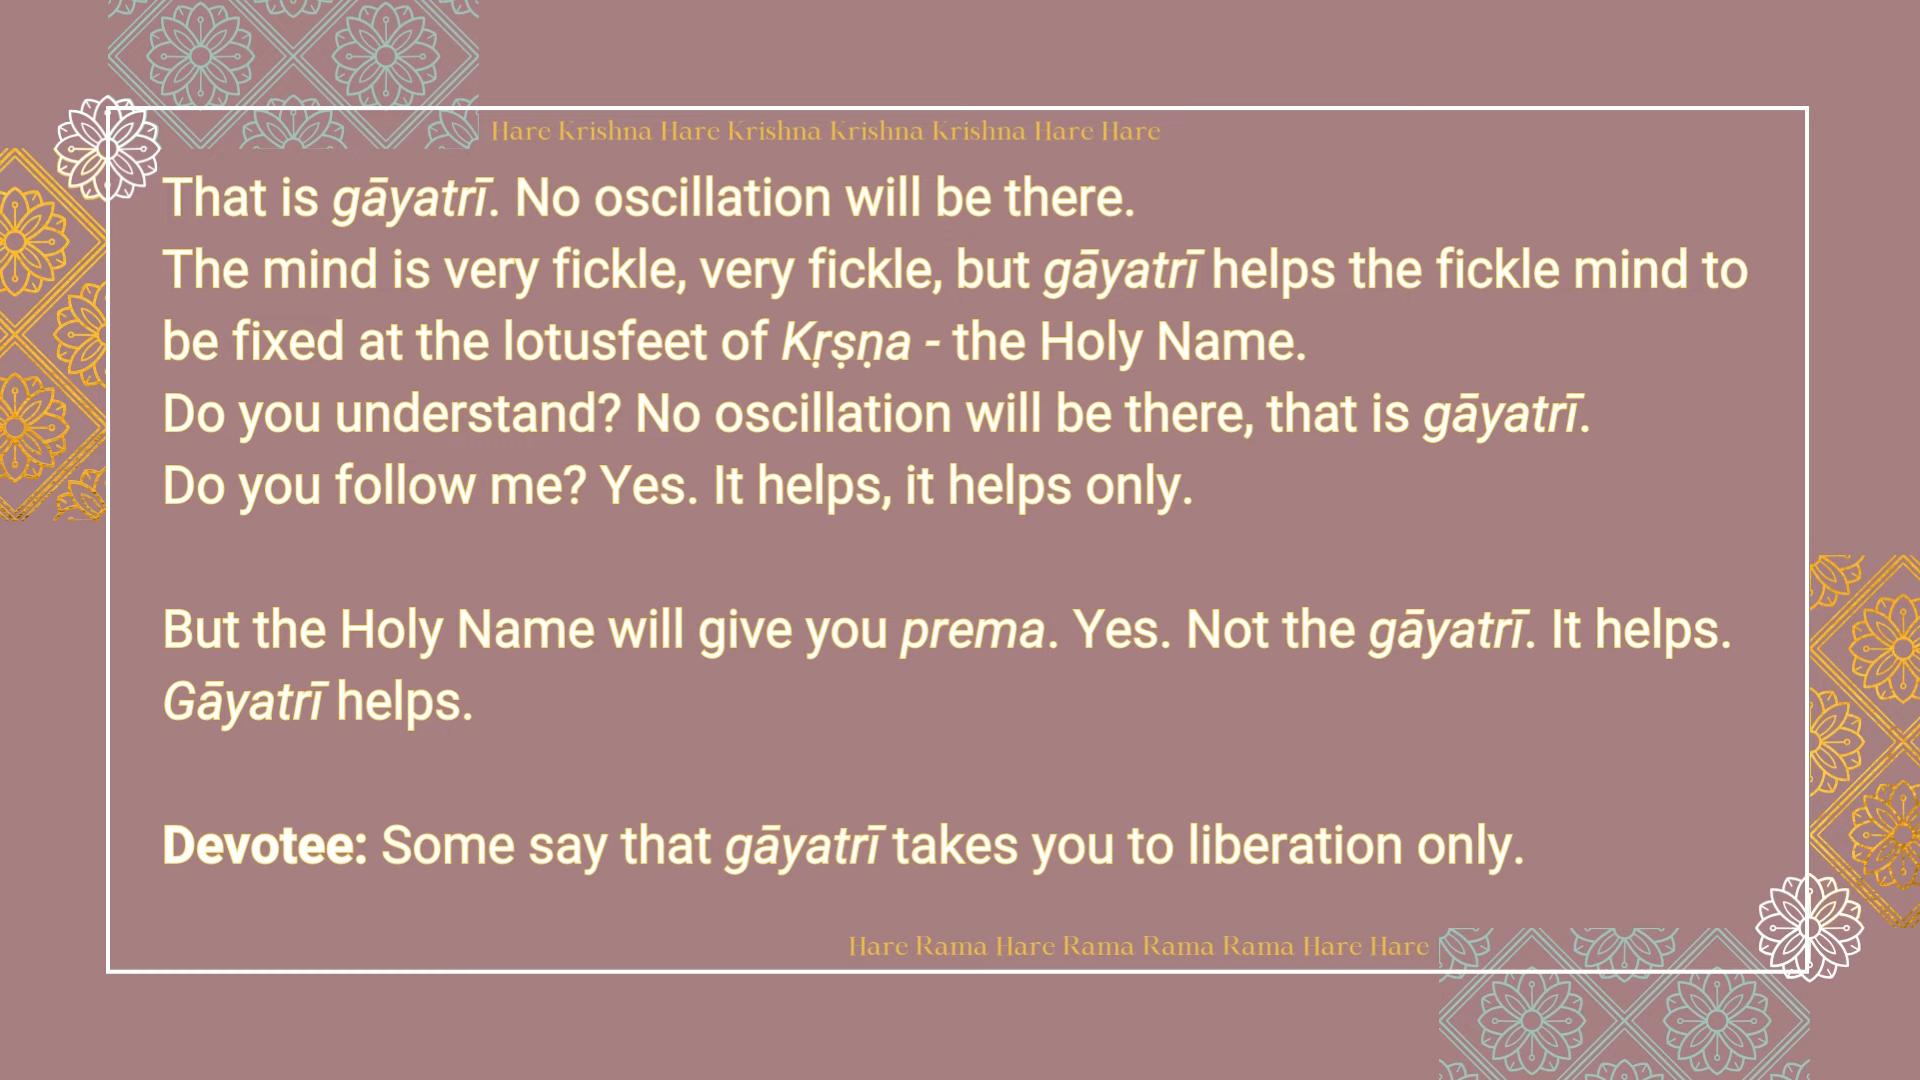 Hare Krishna Hare Krishna Krishna Krishna Hare Hare
That is gāyatrī. No oscillation will be there.
The mind is very fickle, very fickle, but gāyatrī helps the fickle mind to
be fixed at the lotusfeet of Kṛṣṇa - the Holy Name.
Do you understand? No oscillation will be there, that is gāyatrī.
Do you follow me? Yes. It helps, it helps only.
But the Holy Name will give you prema. Yes. Not the gāyatrī. It helps.
Gāyatrī helps.
Devotee: Some say that gāyatrī takes you to liberation only.
Hare Rama Hare Rama Rama Rama Hare Hare